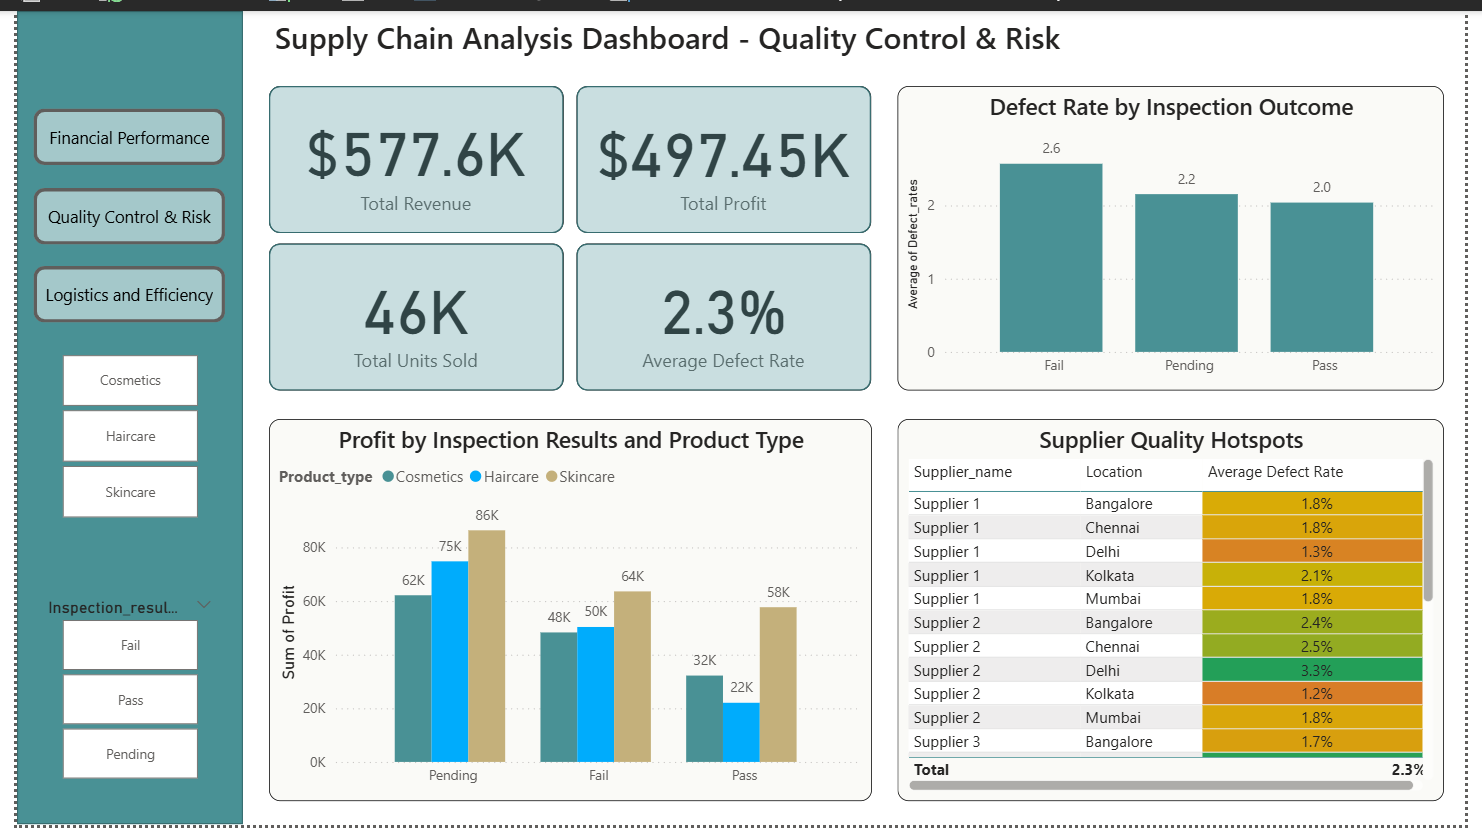 Supply Chain Analysis Dashboard - Quality Control & Risk
Financial Performance
Quality Control & Risk
Logistics and Efficiency
Cosmetics
Haircare
Skincare
Inspection_resul...
Fail
Pass
Pending
$577.6K
Total Revenue
$497.45K
Total Profit
46K
Total Units Sold
2.3%
Average Defect Rate
Defect Rate by Inspection Outcome
Average of Defect_rates
2
1
0
2.6
2.2
2.0
Fail
Pending
Pass
Profit by Inspection Results and Product Type
Product_type Cosmetics Haircare Skincare
Sum of Profit
80K
60K
40K
20K
0K
62K
75K
86K
48K
50K
64K
32K
22K
58K
Pending
Fail
Pass
Supplier Quality Hotspots
Supplier_name Location Average Defect Rate
Supplier 1 Bangalore 1.8%
Supplier 1 Chennai 1.8%
Supplier 1 Delhi 1.3%
Supplier 1 Kolkata 2.1%
Supplier 1 Mumbai 1.8%
Supplier 2 Bangalore 2.4%
Supplier 2 Chennai 2.5%
Supplier 2 Delhi 3.3%
Supplier 2 Kolkata 1.2%
Supplier 2 Mumbai 1.8%
Supplier 3 Bangalore 1.7%
Total 2.3%